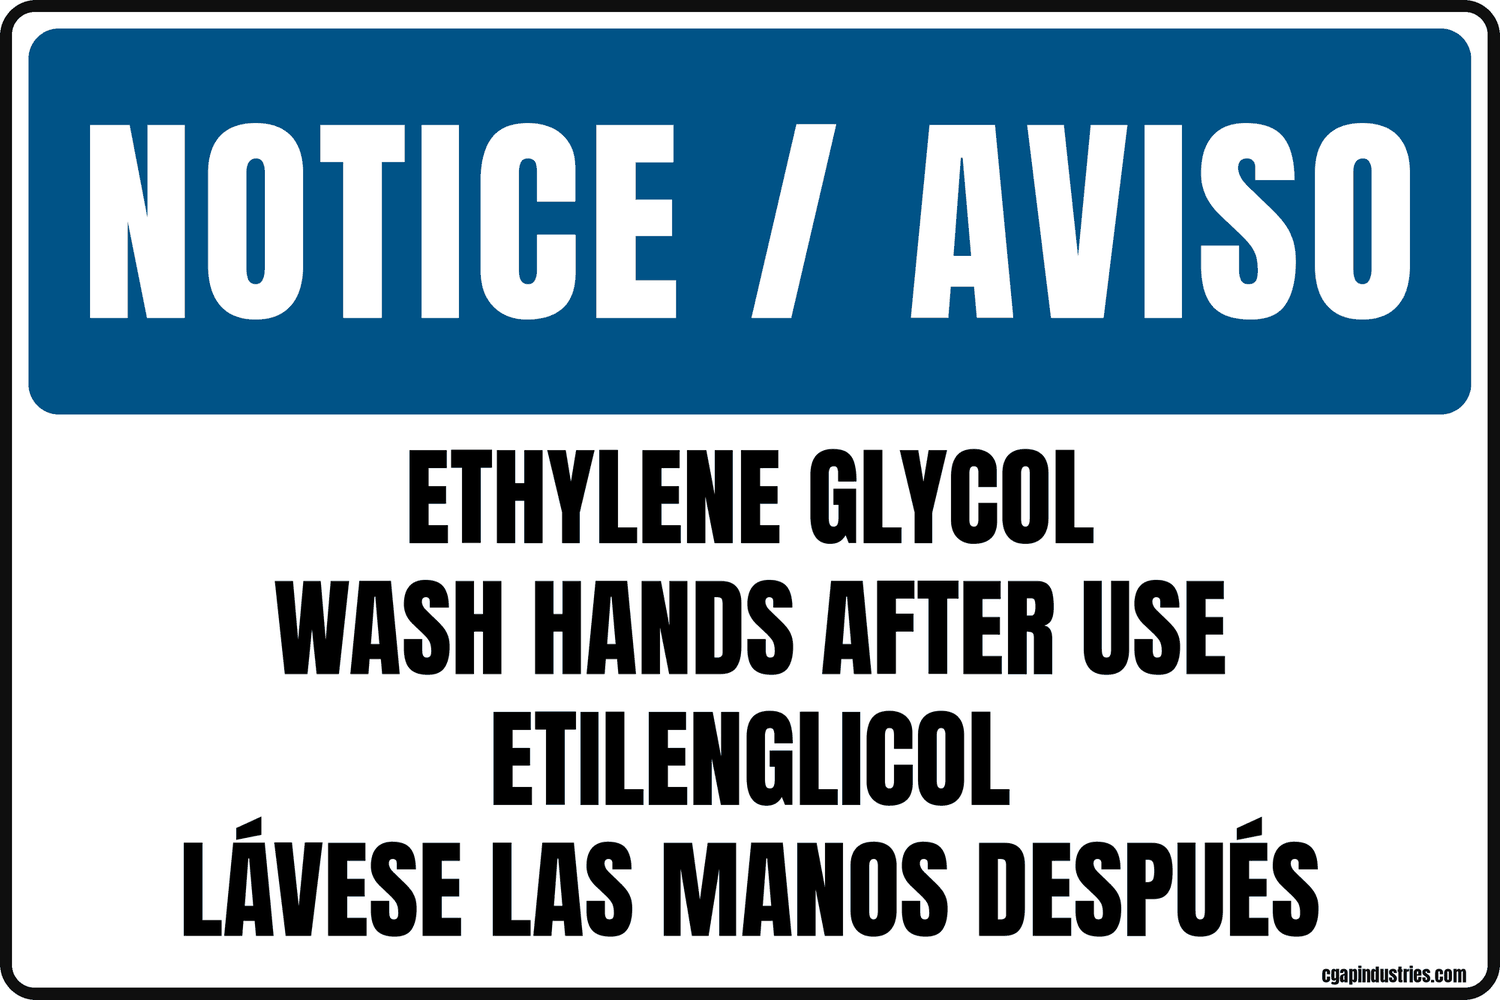 NOTICE / AVISO
ETHYLENE GLYCOL
WASH HANDS AFTER USE
ETILENGLICOL
LÁVESE LAS MANOS DESPUÉS
cgapindustries.com